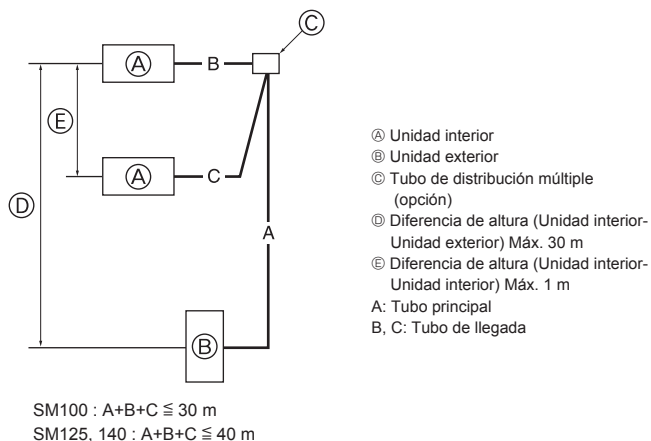 Ⓒ
Ⓐ B
Ⓔ
Ⓐ C
Ⓓ
A
Ⓑ
Ⓐ Unidad interior
Ⓑ Unidad exterior
Ⓒ Tubo de distribución múltiple
(opción)
Ⓓ Diferencia de altura (Unidad interior-
Unidad exterior) Máx. 30 m
Ⓔ Diferencia de altura (Unidad interior-
Unidad interior) Máx. 1 m
A: Tubo principal
B, C: Tubo de llegada
SM100 : A+B+C ≦ 30 m
SM125, 140 : A+B+C ≦ 40 m